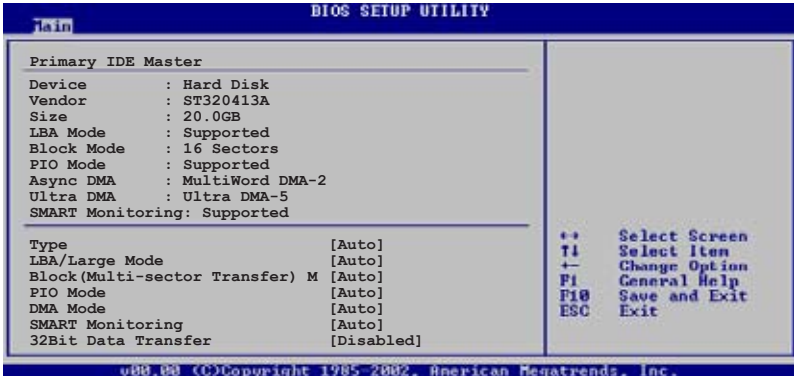 BIOS SETUP UTILITY
Main
Primary IDE Master
Device : Hard Disk
Vendor : ST320413A
Size : 20.0GB
LBA Mode : Supported
Block Mode : 16 Sectors
PIO Mode : Supported
Async DMA : MultiWord DMA-2
Ultra DMA : Ultra DMA-5
SMART Monitoring: Supported
Type [Auto]
LBA/Large Mode [Auto]
Block(Multi-sector Transfer) M [Auto]
PIO Mode [Auto]
DMA Mode [Auto]
SMART Monitoring [Auto]
32Bit Data Transfer [Disabled]
↔ Select Screen
↑↓ Select Item
+- Change Option
F1 General Help
F10 Save and Exit
ESC Exit
v00.00 (C)Copyright 1985-2002, American Megatrends, Inc.